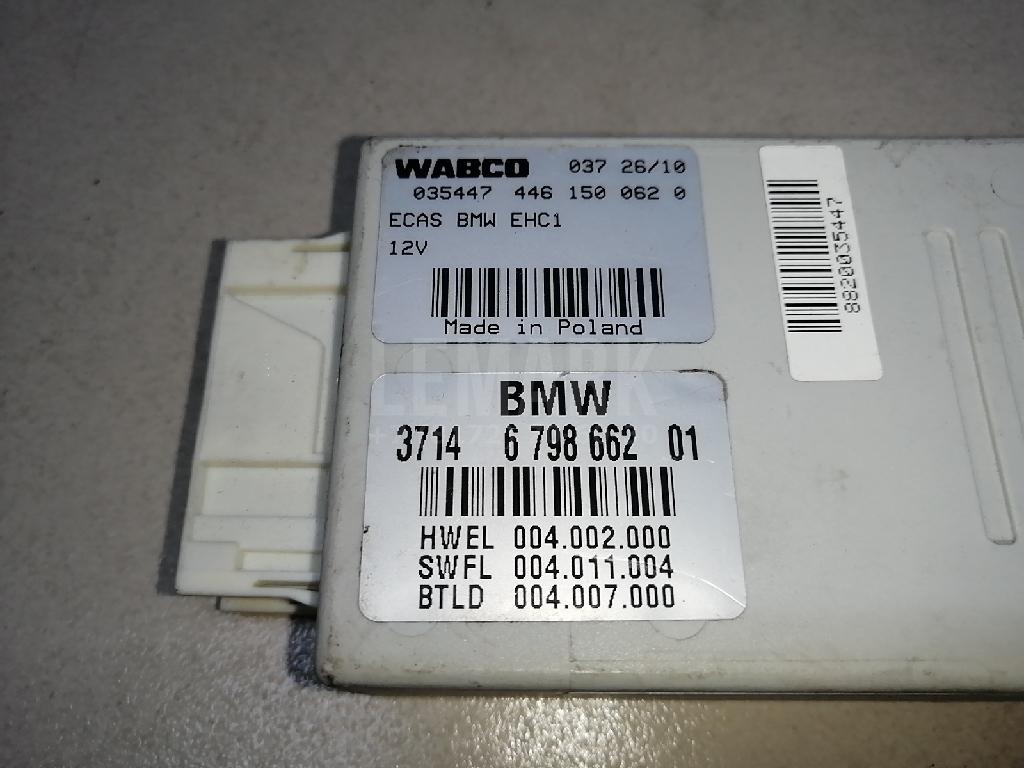 WABCO 037 26/10
035447 446 150 062 0
ECAS BMW EHC1
12V
Made in Poland
8820035447
LEMARK
BMW
3714 6 798 662 01
HWEL 004.002.000
SWFL 004.011.004
BTLD 004.007.000